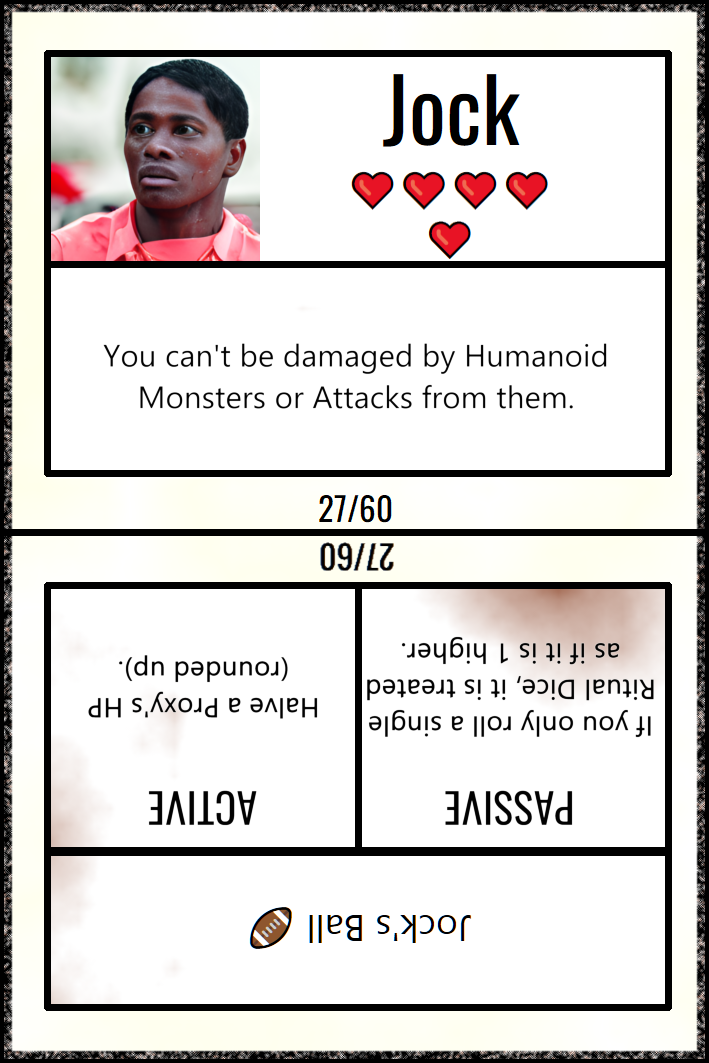 Jock
You can't be damaged by Humanoid
Monsters or Attacks from them.
27/60
27/60
Jock's Ball
PASSIVE
If you only roll a single
Ritual Dice, it is treated
as if it is 1 higher.
ACTIVE
Halve a Proxy's HP
(rounded up).